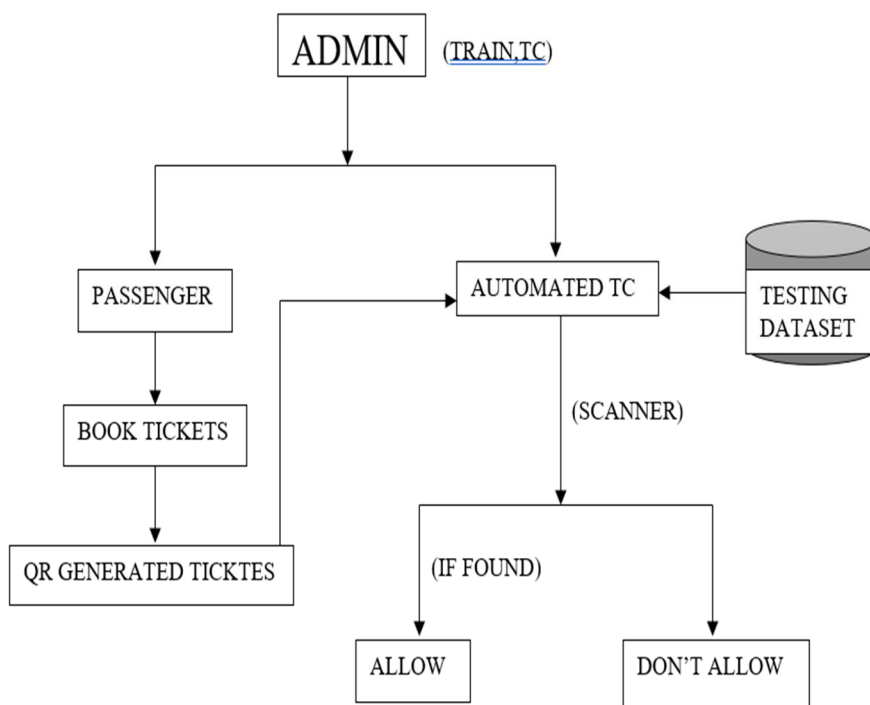 ADMIN (TRAIN,TC)
PASSENGER
AUTOMATED TC
TESTING
DATASET
BOOK TICKETS
(SCANNER)
QR GENERATED TICKTES
(IF FOUND)
ALLOW
DON’T ALLOW